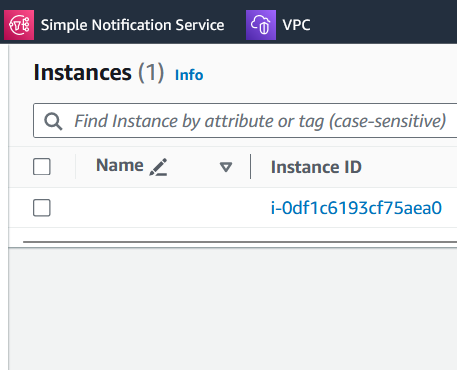 Simple Notification Service VPC
Instances (1) Info
Find Instance by attribute or tag (case-sensitive)
Name Instance ID
i-0df1c6193cf75aea0